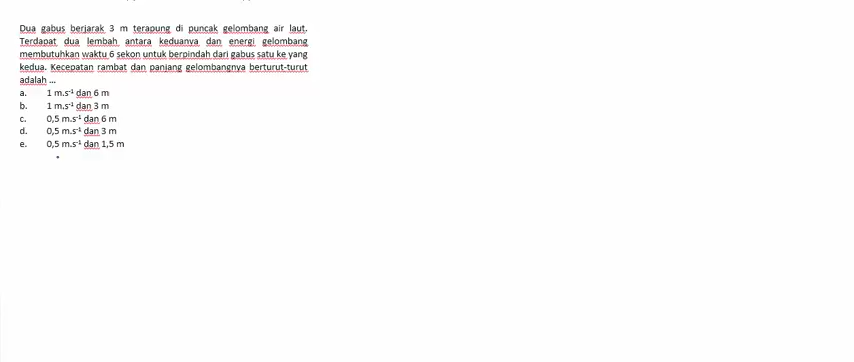 Dua gabus berjarak 3 m terapung di puncak gelombang air laut.
Terdapat dua lembah antara keduanya dan energi gelombang
membutuhkan waktu 6 sekon untuk berpindah dari gabus satu ke yang
kedua. Kecepatan rambat dan panjang gelombangnya berturut-turut
adalah ...
a. 1 m.s⁻¹ dan 6 m
b. 1 m.s⁻¹ dan 3 m
c. 0,5 m.s⁻¹ dan 6 m
d. 0,5 m.s⁻¹ dan 3 m
e. 0,5 m.s⁻¹ dan 1,5 m